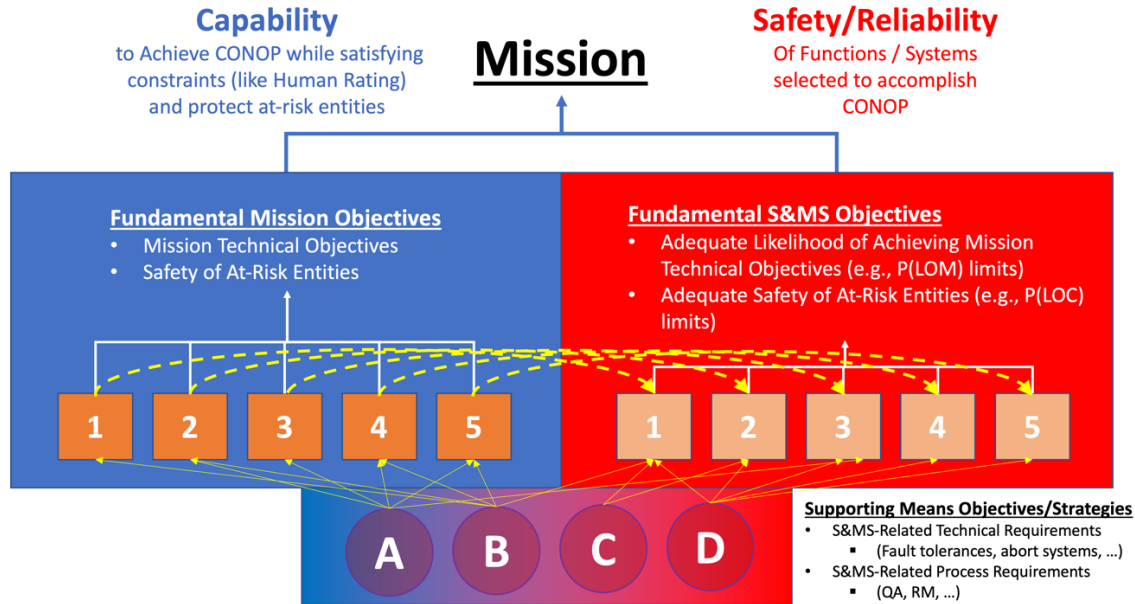 Capability
to Achieve CONOP while satisfying
constraints (like Human Rating)
and protect at-risk entities
Mission
Safety/Reliability
Of Functions / Systems
selected to accomplish
CONOP
Fundamental Mission Objectives
• Mission Technical Objectives
• Safety of At-Risk Entities
Fundamental S&MS Objectives
• Adequate Likelihood of Achieving Mission
Technical Objectives (e.g., P(LOM) limits)
• Adequate Safety of At-Risk Entities (e.g., P(LOC)
limits)
1 2 3 4 5
1 2 3 4 5
A B C D
Supporting Means Objectives/Strategies
• S&MS-Related Technical Requirements
▪ (Fault tolerances, abort systems, …)
• S&MS-Related Process Requirements
▪ (QA, RM, …)